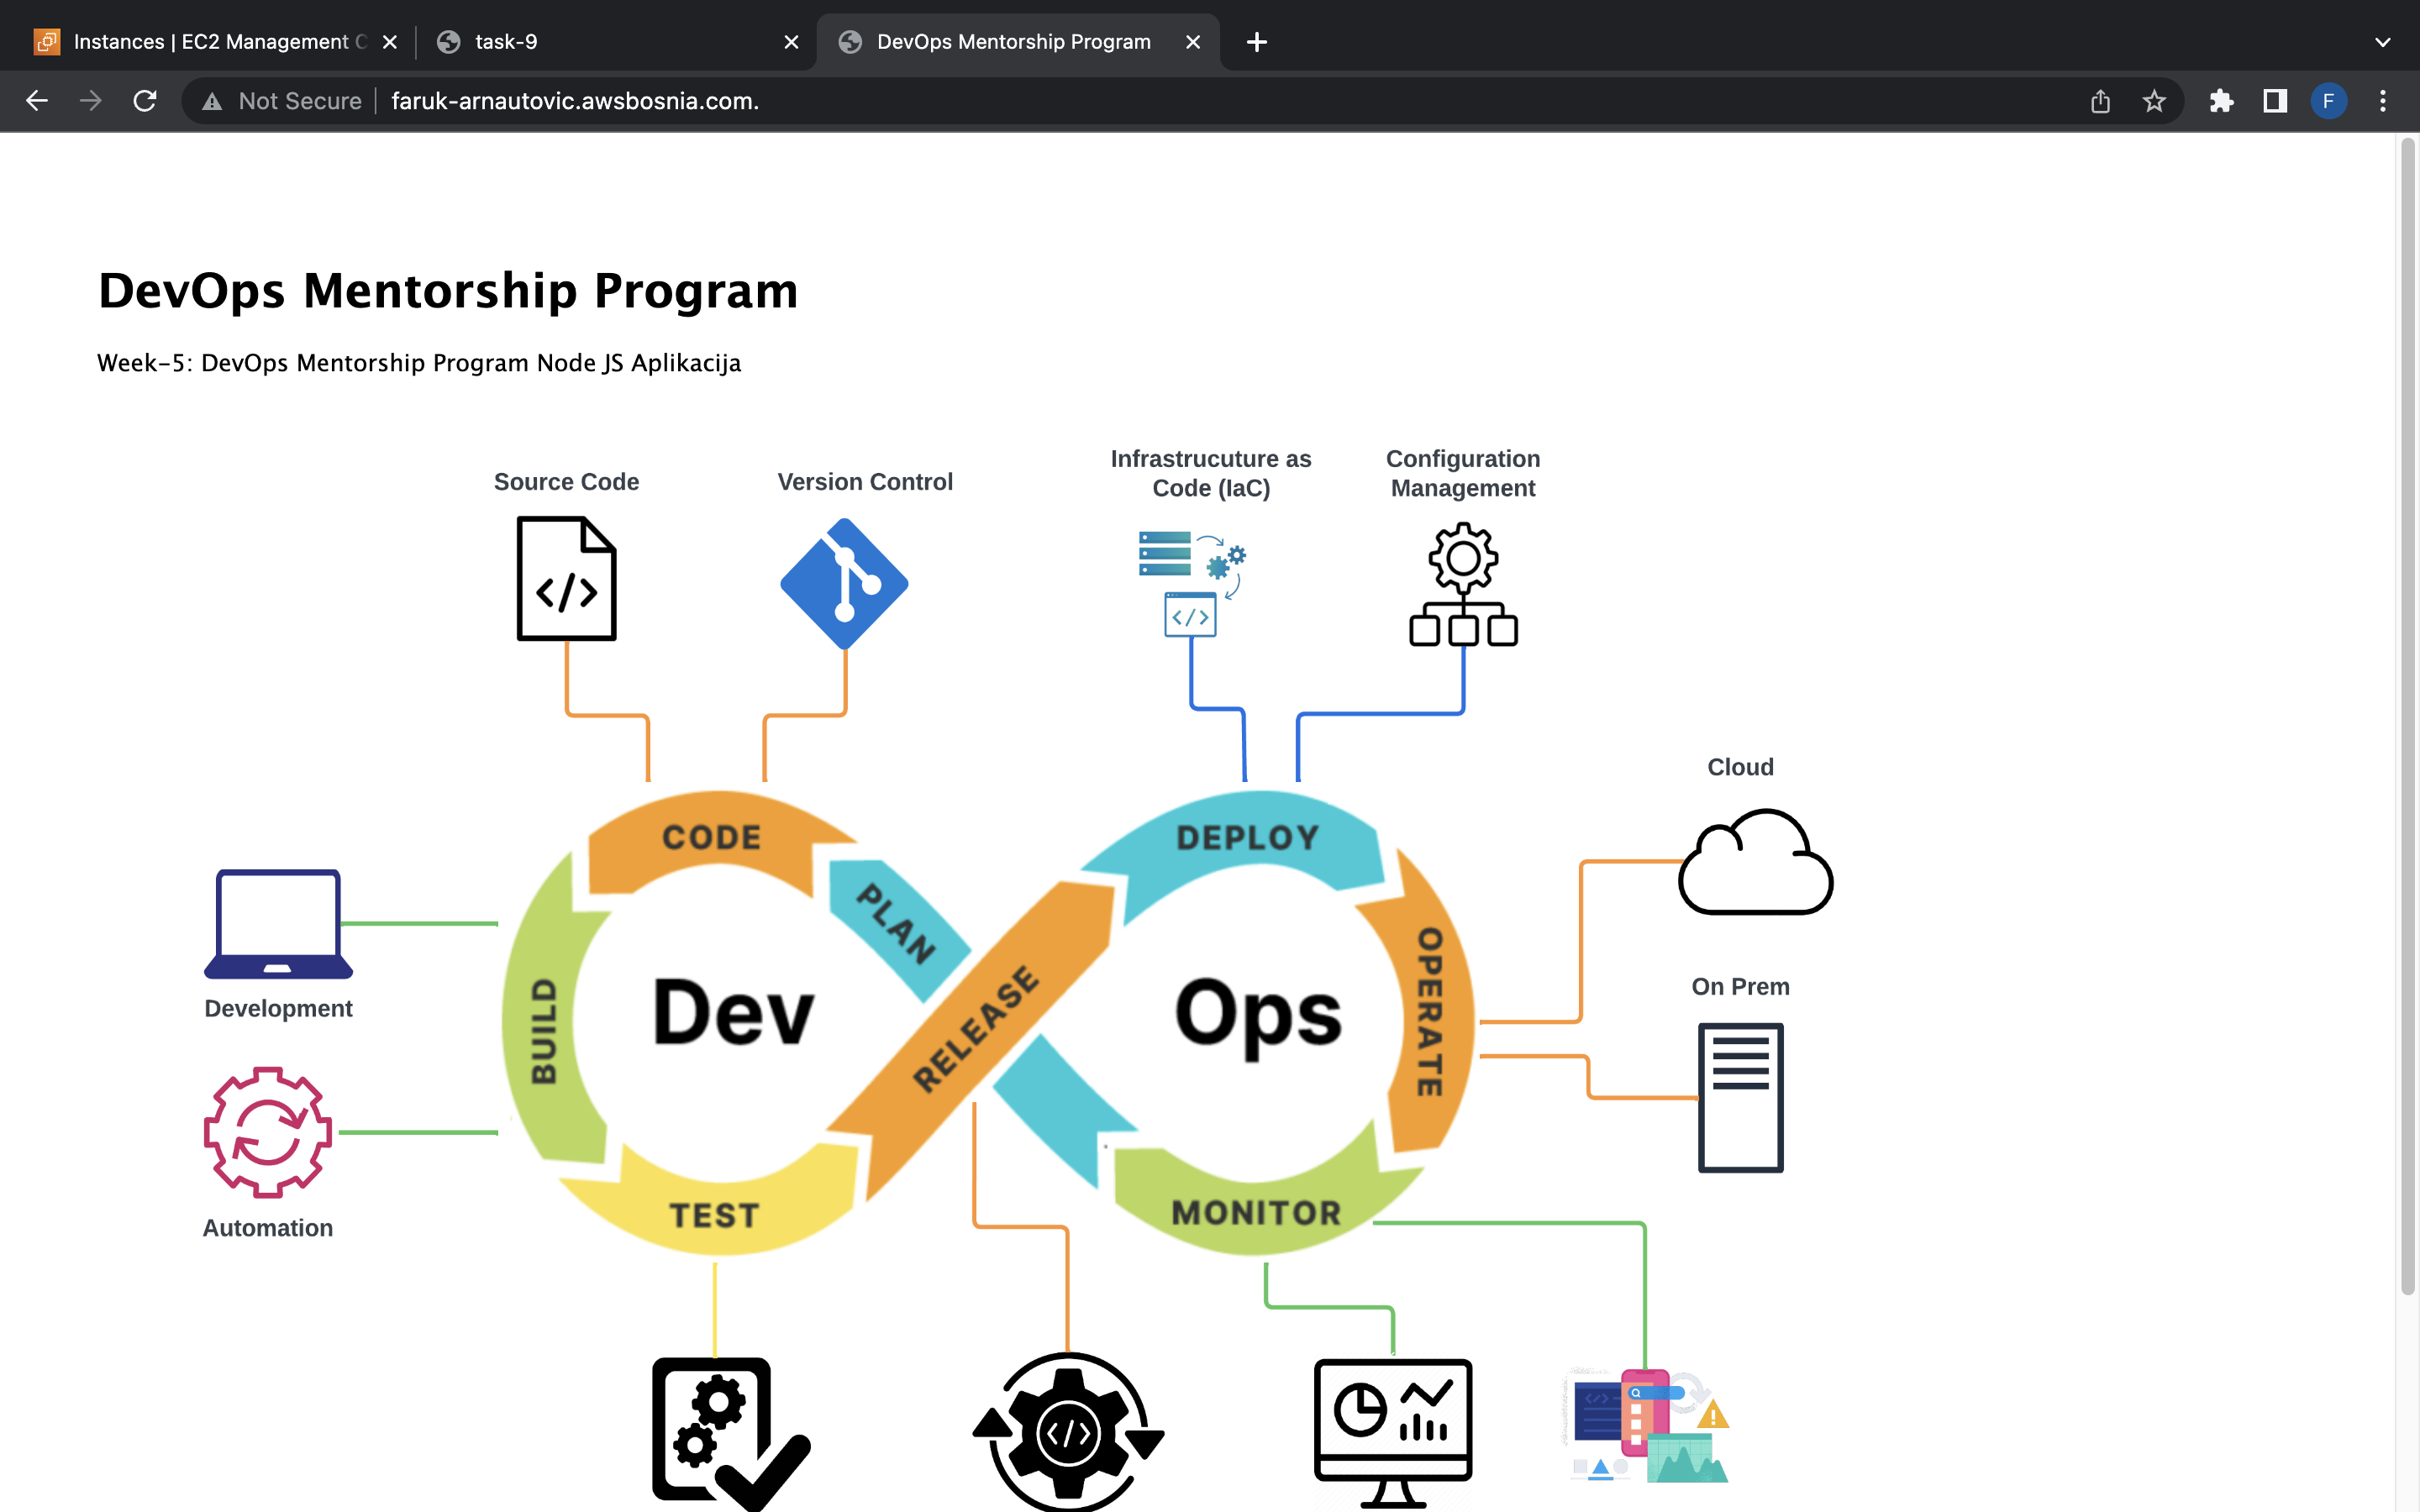 Instances | EC2 Management C
task-9
DevOps Mentorship Program
Not Secure
faruk-arnautovic.awsbosnia.com.
F
DevOps Mentorship Program
Week-5: DevOps Mentorship Program Node JS Aplikacija
Source Code
Version Control
Infrastrucuture as
Code (IaC)
Configuration
Management
</>
</>
Cloud
CODE
DEPLOY
PLAN
OPERATE
Dev
Ops
On Prem
Development
BUILD
RELEASE
TEST
MONITOR
Automation
</>
</>